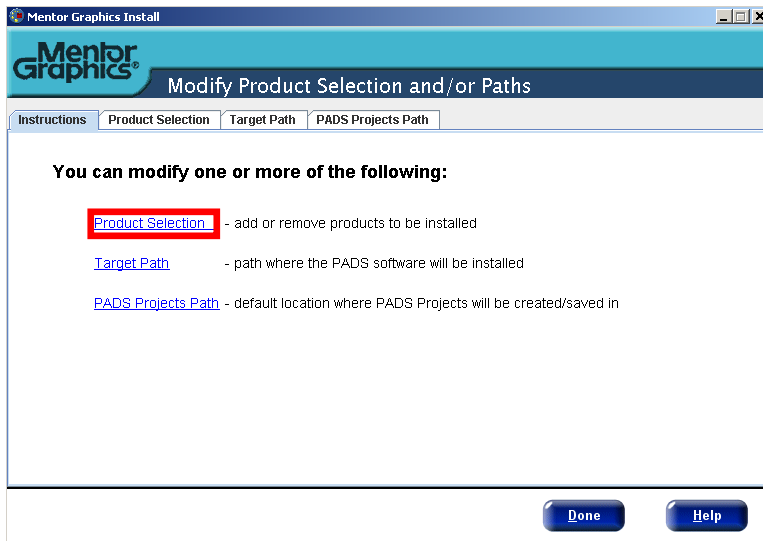 Mentor Graphics Install
Mentor
Graphics®
Modify Product Selection and/or Paths
Instructions Product Selection Target Path PADS Projects Path
You can modify one or more of the following:
Product Selection - add or remove products to be installed
Target Path - path where the PADS software will be installed
PADS Projects Path - default location where PADS Projects will be created/saved in
Done Help